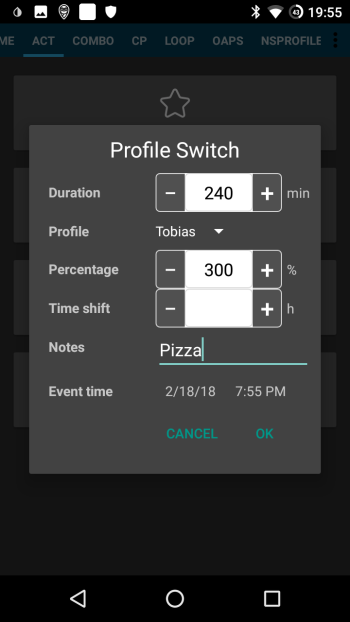 43 19:55
ME ACT COMBO CP LOOP OAPS NSPROFILE
Profile Switch
Duration − 240 + min
Profile Tobias
Percentage − 300 + %
Time shift − + h
Notes Pizza
Event time 2/18/18 7:55 PM
CANCEL OK